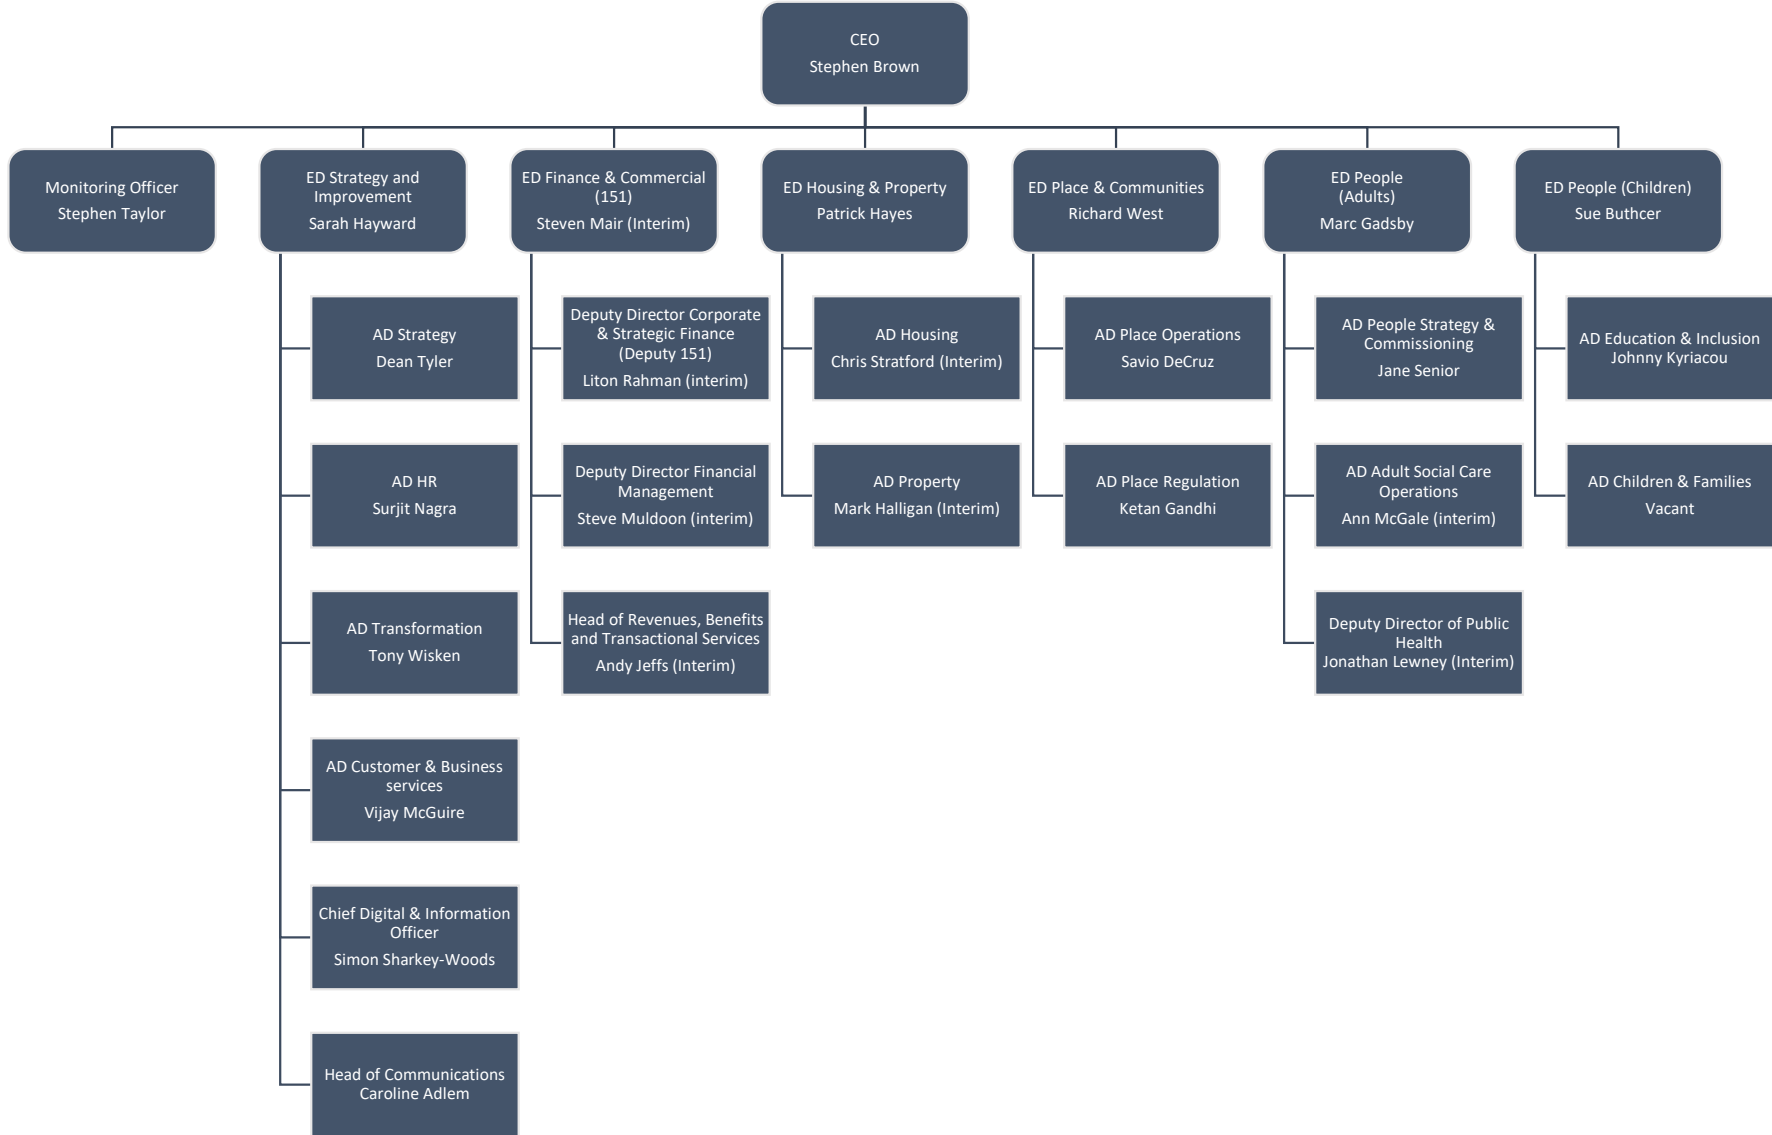 CEO
Stephen Brown
Monitoring Officer
Stephen Taylor
ED Strategy and
Improvement
Sarah Hayward
ED Finance & Commercial
(151)
Steven Mair (Interim)
ED Housing & Property
Patrick Hayes
ED Place & Communities
Richard West
ED People
(Adults)
Marc Gadsby
ED People (Children)
Sue Buthcer
AD Strategy
Dean Tyler
AD HR
Surjit Nagra
AD Transformation
Tony Wisken
AD Customer & Business
services
Vijay McGuire
Chief Digital & Information
Officer
Simon Sharkey-Woods
Head of Communications
Caroline Adlem
Deputy Director Corporate
& Strategic Finance
(Deputy 151)
Liton Rahman (interim)
Deputy Director Financial
Management
Steve Muldoon (interim)
Head of Revenues, Benefits
and Transactional Services
Andy Jeffs (Interim)
AD Housing
Chris Stratford (Interim)
AD Property
Mark Halligan (Interim)
AD Place Operations
Savio DeCruz
AD Place Regulation
Ketan Gandhi
AD People Strategy &
Commissioning
Jane Senior
AD Adult Social Care
Operations
Ann McGale (interim)
Deputy Director of Public
Health
Jonathan Lewney (Interim)
AD Education & Inclusion
Johnny Kyriacou
AD Children & Families
Vacant